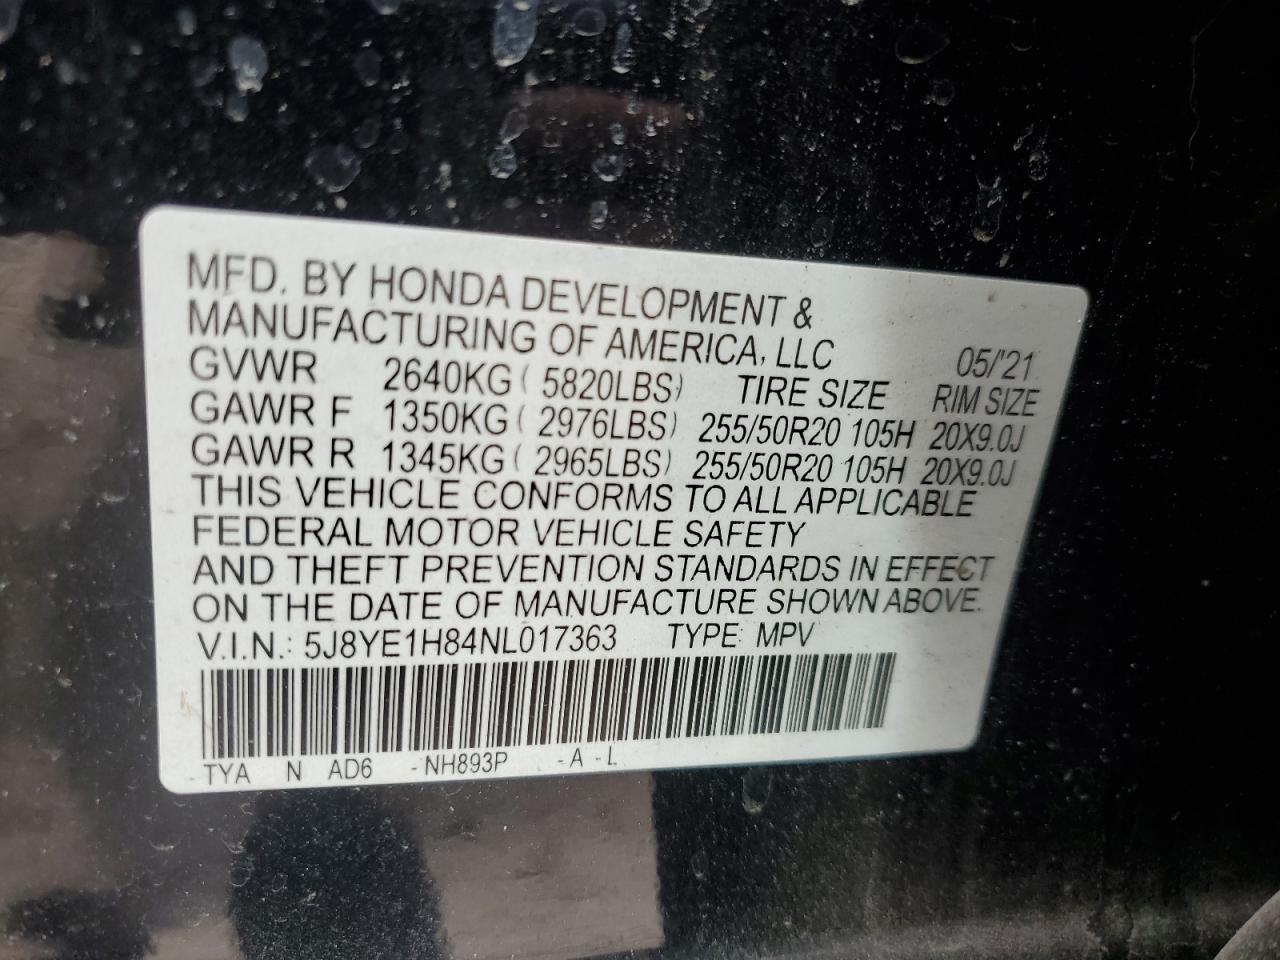 MFD. BY HONDA DEVELOPMENT &
MANUFACTURING OF AMERICA, LLC 05/'21
GVWR 2640KG ( 5820LBS) TIRE SIZE RIM SIZE
GAWR F 1350KG ( 2976LBS) 255/50R20 105H 20X9.0J
GAWR R 1345KG ( 2965LBS) 255/50R20 105H 20X9.0J
THIS VEHICLE CONFORMS TO ALL APPLICABLE
FEDERAL MOTOR VEHICLE SAFETY
AND THEFT PREVENTION STANDARDS IN EFFECT
ON THE DATE OF MANUFACTURE SHOWN ABOVE.
V.I.N.: 5J8YE1H84NL017363 TYPE: MPV
- TYA N AD6 - NH893P - A - L